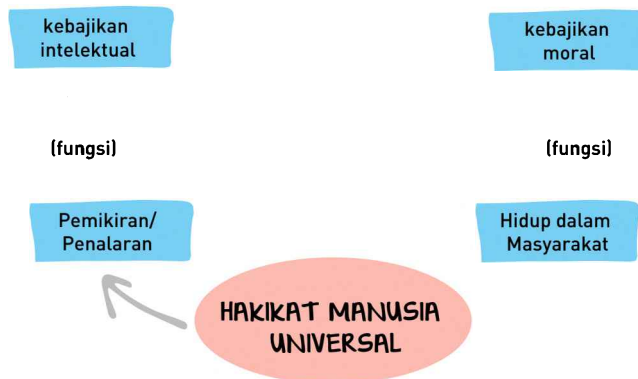 kebajikan
intelektual
kebajikan
moral
(fungsi)
(fungsi)
Pemikiran/
Penalaran
Hidup dalam
Masyarakat
HAKIKAT MANUSIA
UNIVERSAL